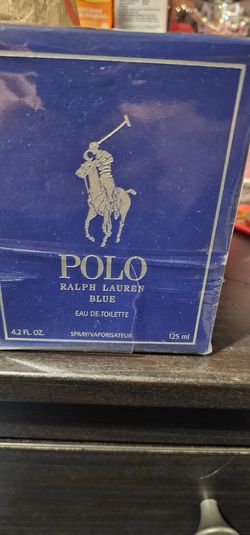 POLO
RALPH LAUREN
BLUE
EAU DE TOILETTE
4.2 FL. OZ. SPRAY/VAPORISATEUR 125 ml